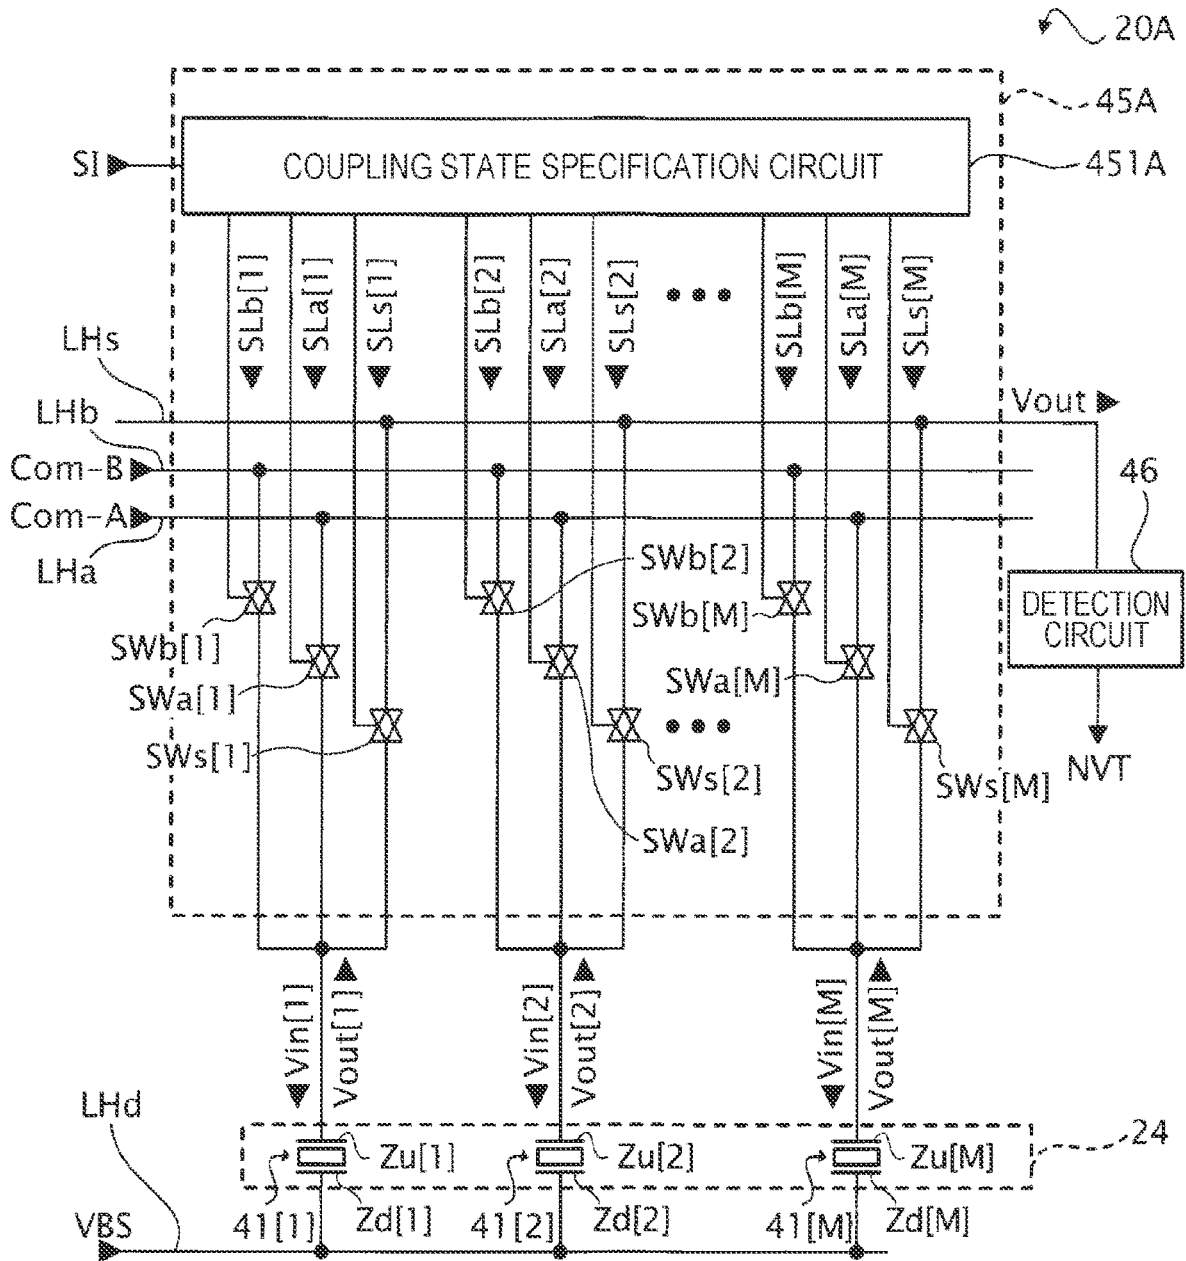 20A
45A
COUPLING STATE SPECIFICATION CIRCUIT
451A
SI
SLb[1]
SLa[1]
SLs[1]
SLb[2]
SLa[2]
SLs[2]
SLb[M]
SLa[M]
SLs[M]
LHs
LHb
Vout
Com-B
Com-A
LHa
46
DETECTION
CIRCUIT
SWb[2]
SWb[M]
SWb[1]
SWa[1]
SWa[M]
SWs[1]
SWs[2]
SWs[M]
NVT
SWa[2]
Vin[1]
Vout[1]
Vin[2]
Vout[2]
Vin[M]
Vout[M]
LHd
24
Zu[1]
Zu[2]
Zu[M]
41[1]
Zd[1]
41[2]
Zd[2]
41[M]
Zd[M]
VBS